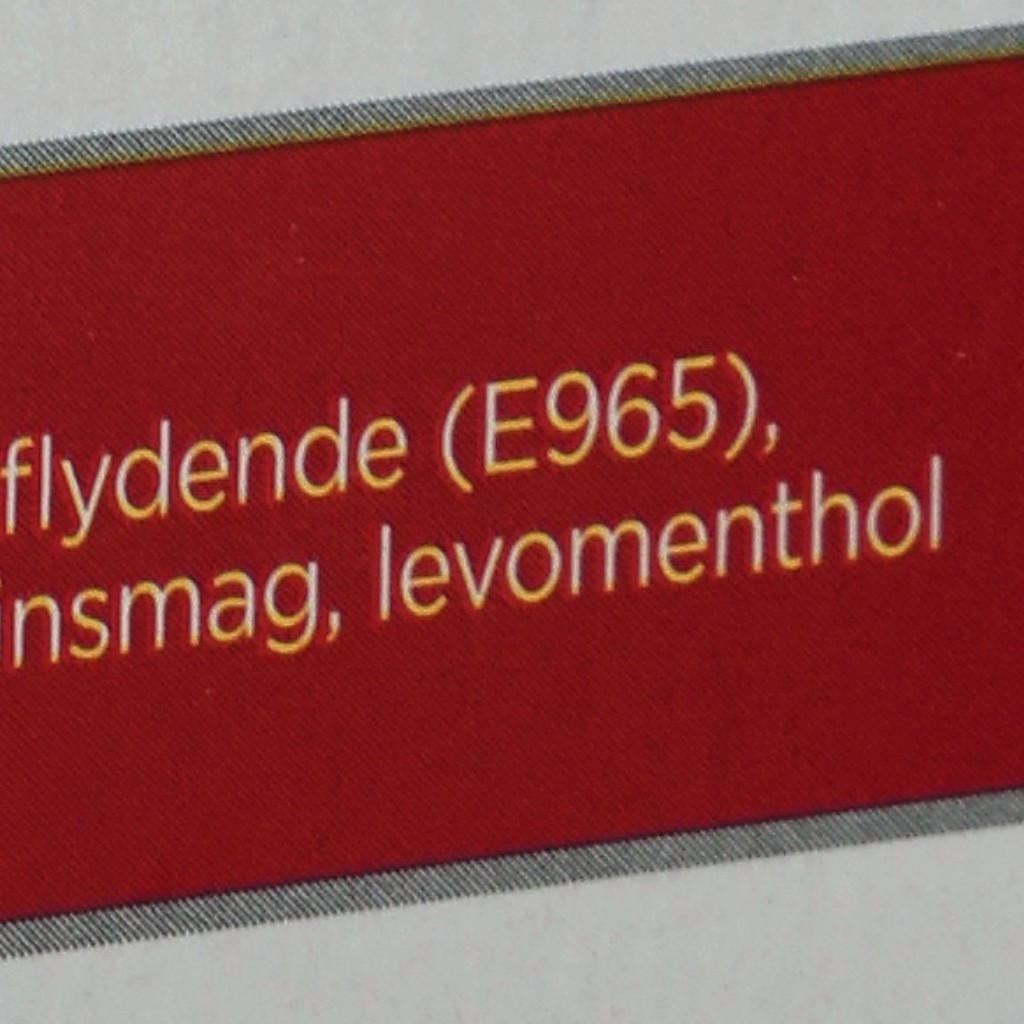 flydende (E965),
insmag, levomenthol